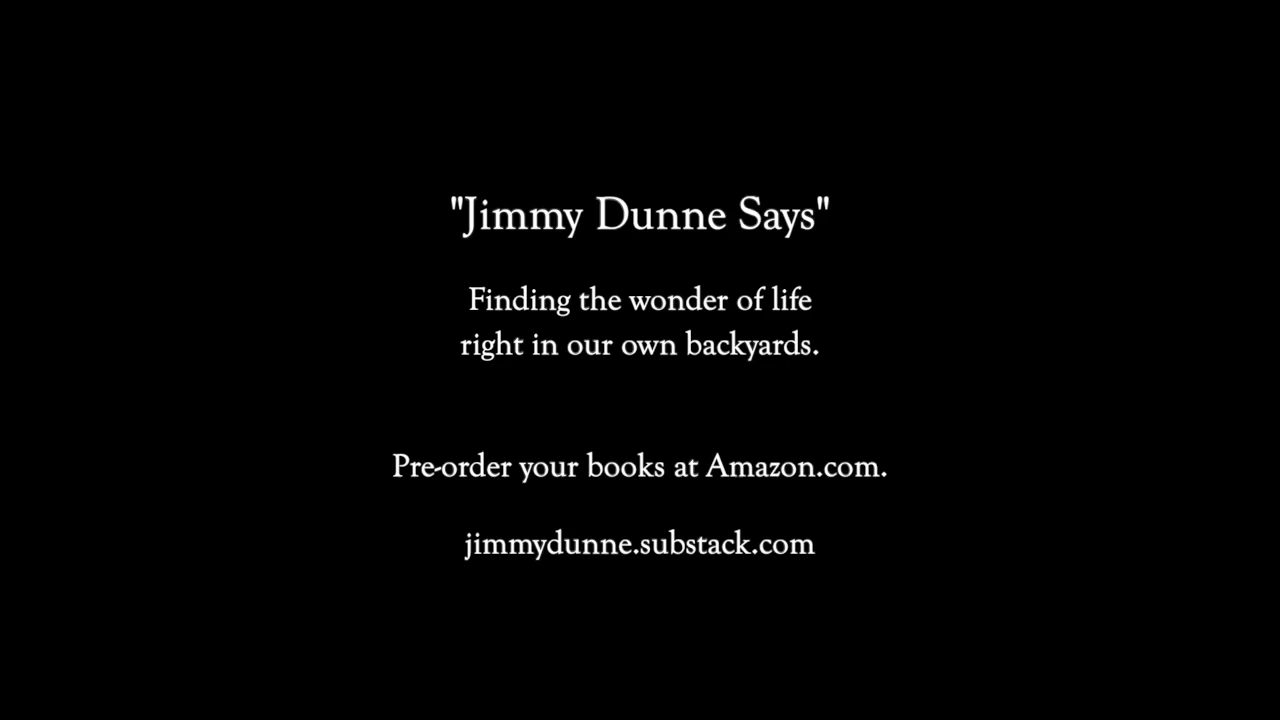 "Jimmy Dunne Says"
Finding the wonder of life
right in our own backyards.
Pre-order your books at Amazon.com.
jimmydunne.substack.com